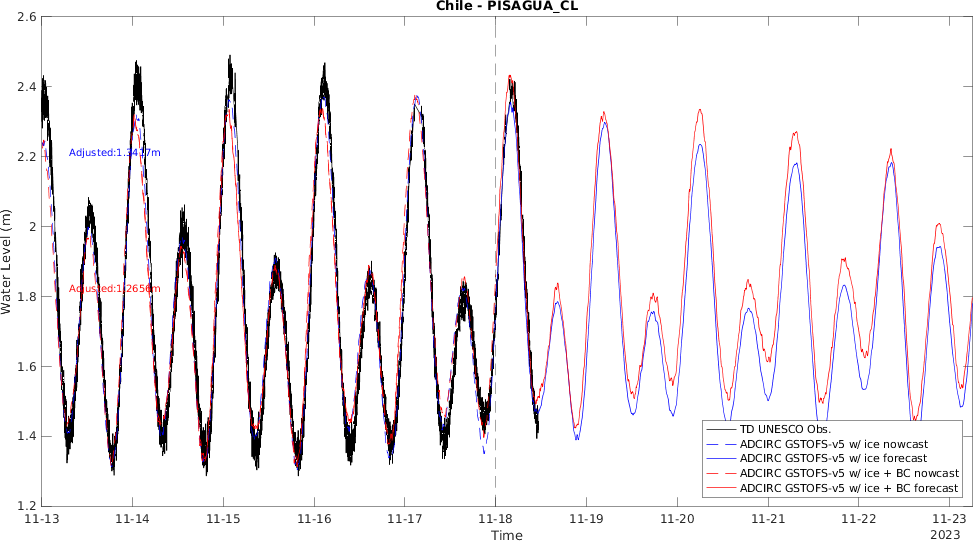 Chile - PISAGUA_CL
2.6
2.4
2.2
2
1.8
1.6
1.4
1.2
Water Level (m)
Adjusted:1.3417m
Adjusted:1.2656m
TD UNESCO Obs.
ADCIRC GSTOFS-v5 w/ ice nowcast
ADCIRC GSTOFS-v5 w/ ice forecast
ADCIRC GSTOFS-v5 w/ ice + BC nowcast
ADCIRC GSTOFS-v5 w/ ice + BC forecast
11-13 11-14 11-15 11-16 11-17 11-18 11-19 11-20 11-21 11-22 11-23
Time 2023